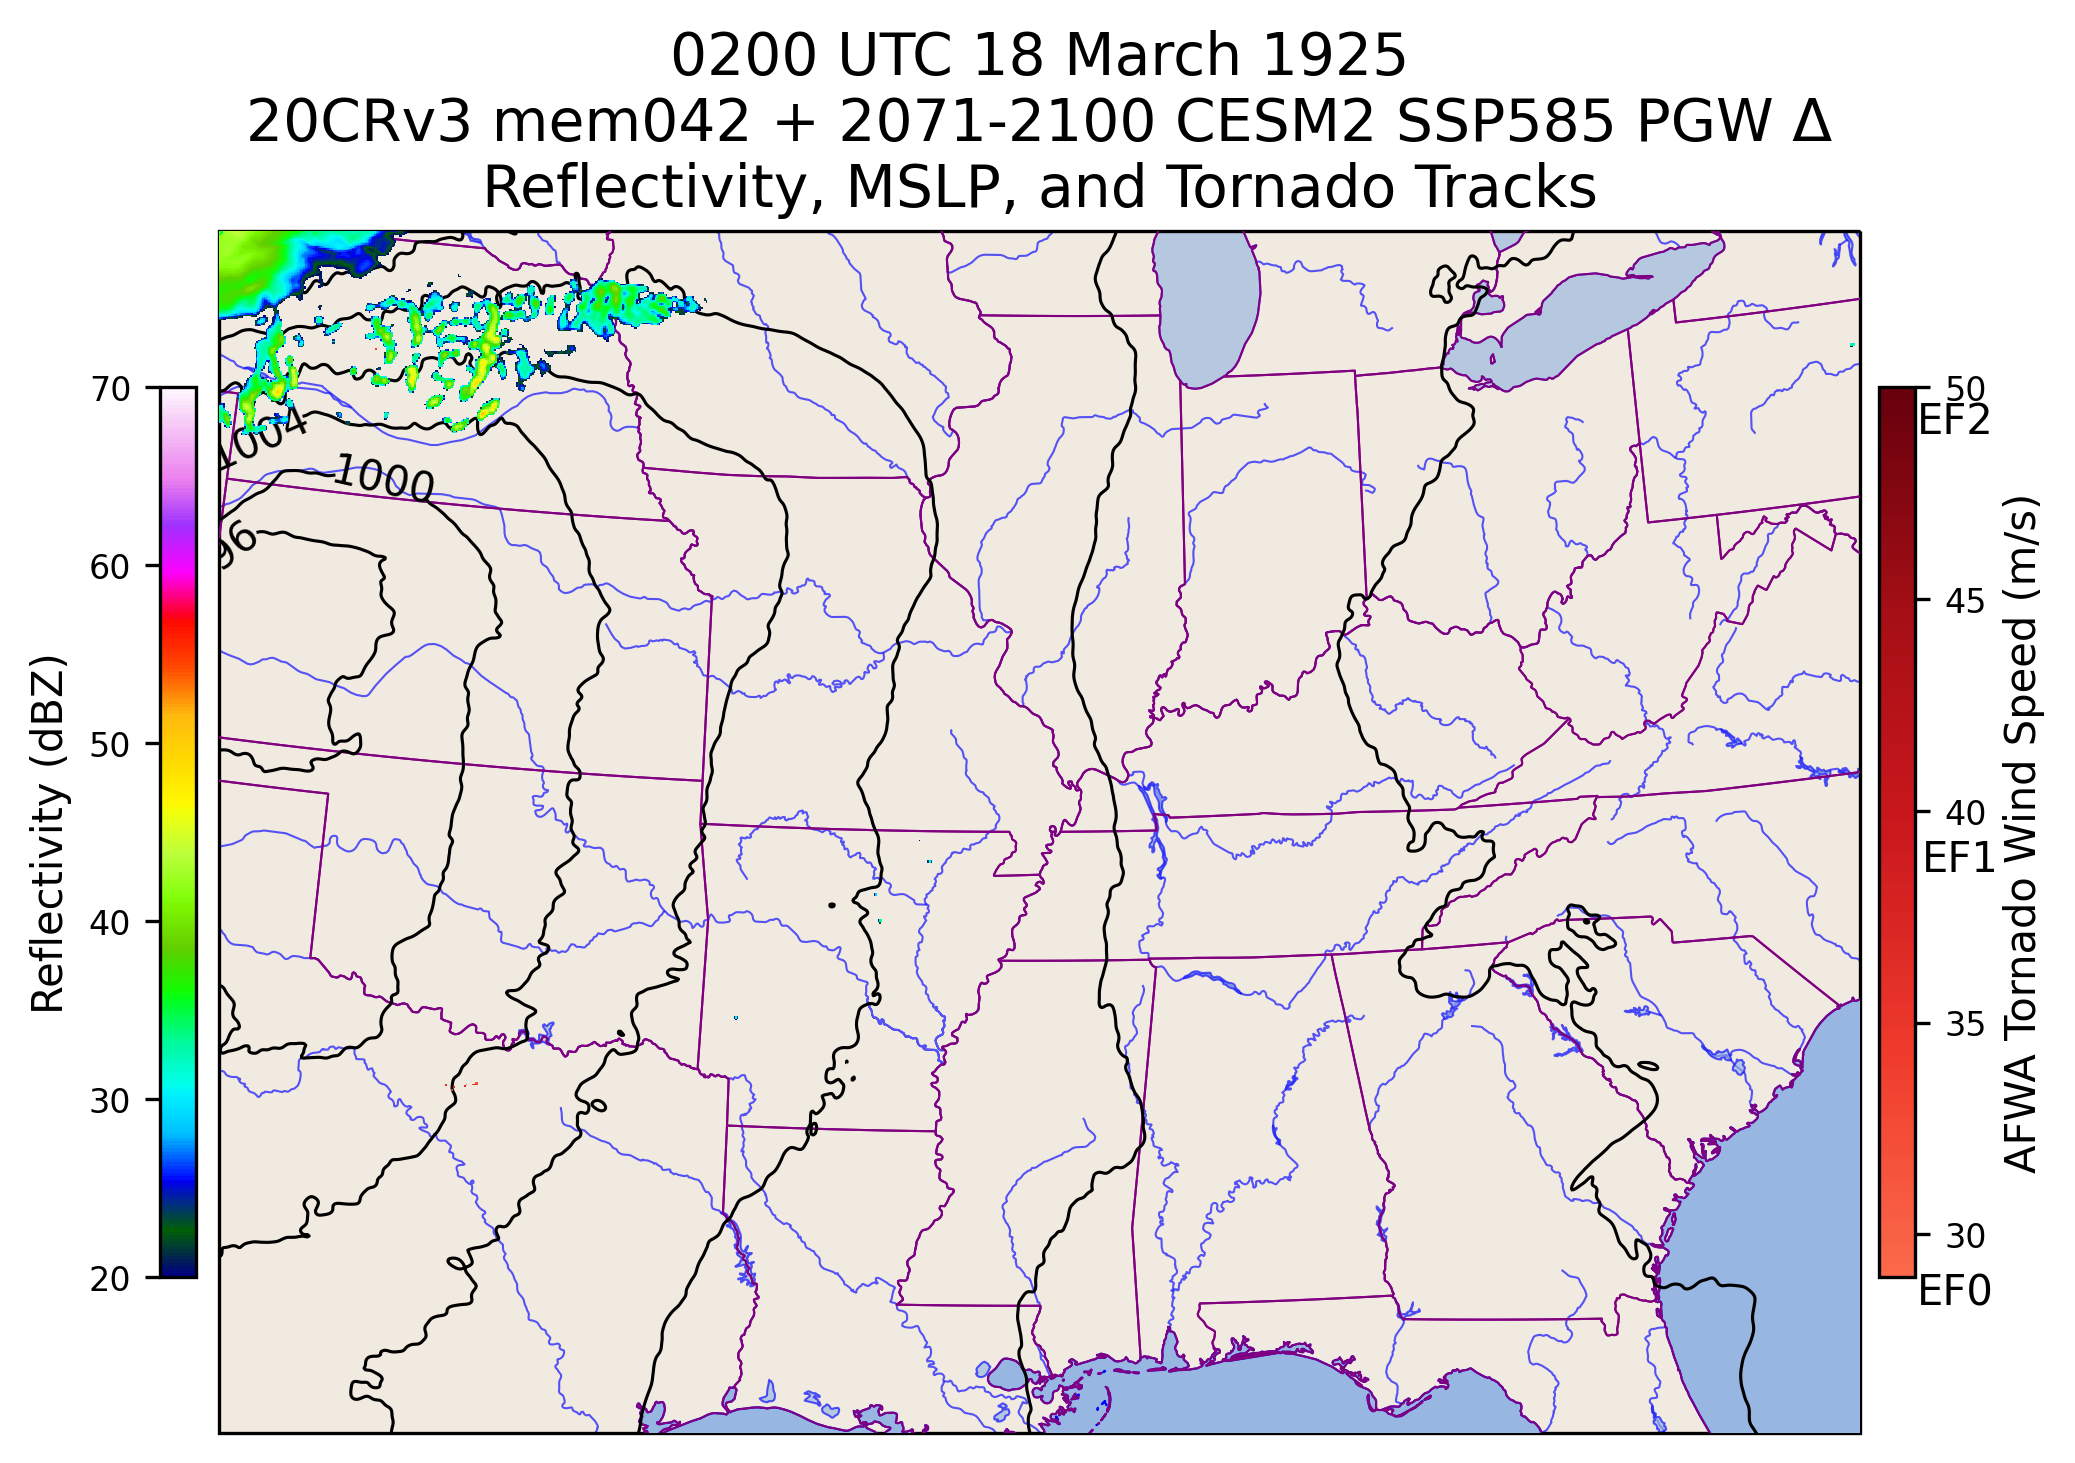 0200 UTC 18 March 1925
20CRv3 mem042 + 2071-2100 CESM2 SSP585 PGW Δ
Reflectivity, MSLP, and Tornado Tracks
70
60
50
40
30
20
Reflectivity (dBZ)
1004
1000
96
50
EF2
45
40
EF1
35
30
EF0
AFWA Tornado Wind Speed (m/s)